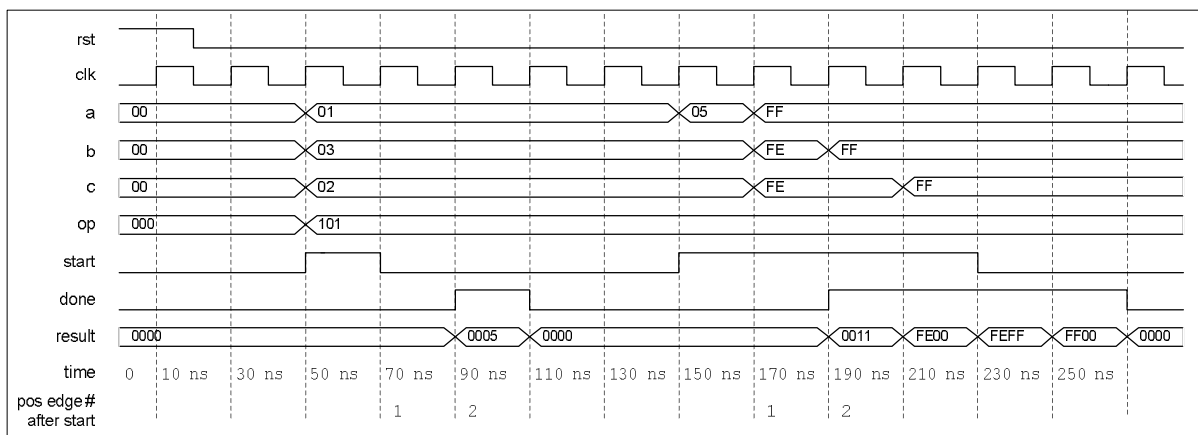 rst
clk
a 00 01 05 FF
b 00 03 FE FF
c 00 02 FE FF
op 000 101
start
done
result 0000 0005 0000 0011 FE00 FEFF FF00 0000
time 0 10 ns 30 ns 50 ns 70 ns 90 ns 110 ns 130 ns 150 ns 170 ns 190 ns 210 ns 230 ns 250 ns
pos edge #
after start 1 2 1 2